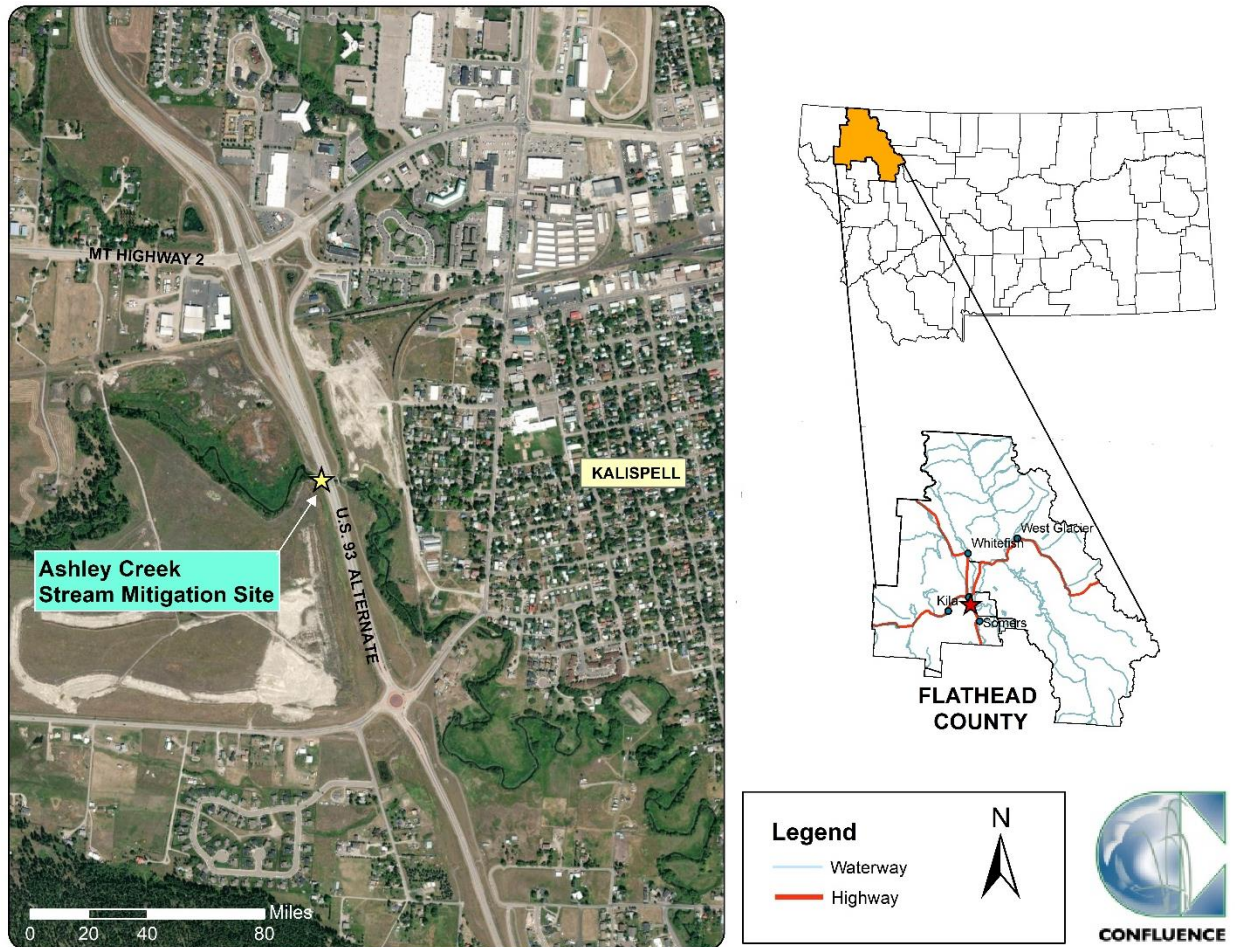 MT HIGHWAY 2
KALISPELL
U.S. 93 ALTERNATE
Ashley Creek
Stream Mitigation Site
Miles
0 20 40 80
West Glacier
Whitefish
Kila
Somers
FLATHEAD
COUNTY
Legend
N
Waterway
Highway
CONFLUENCE